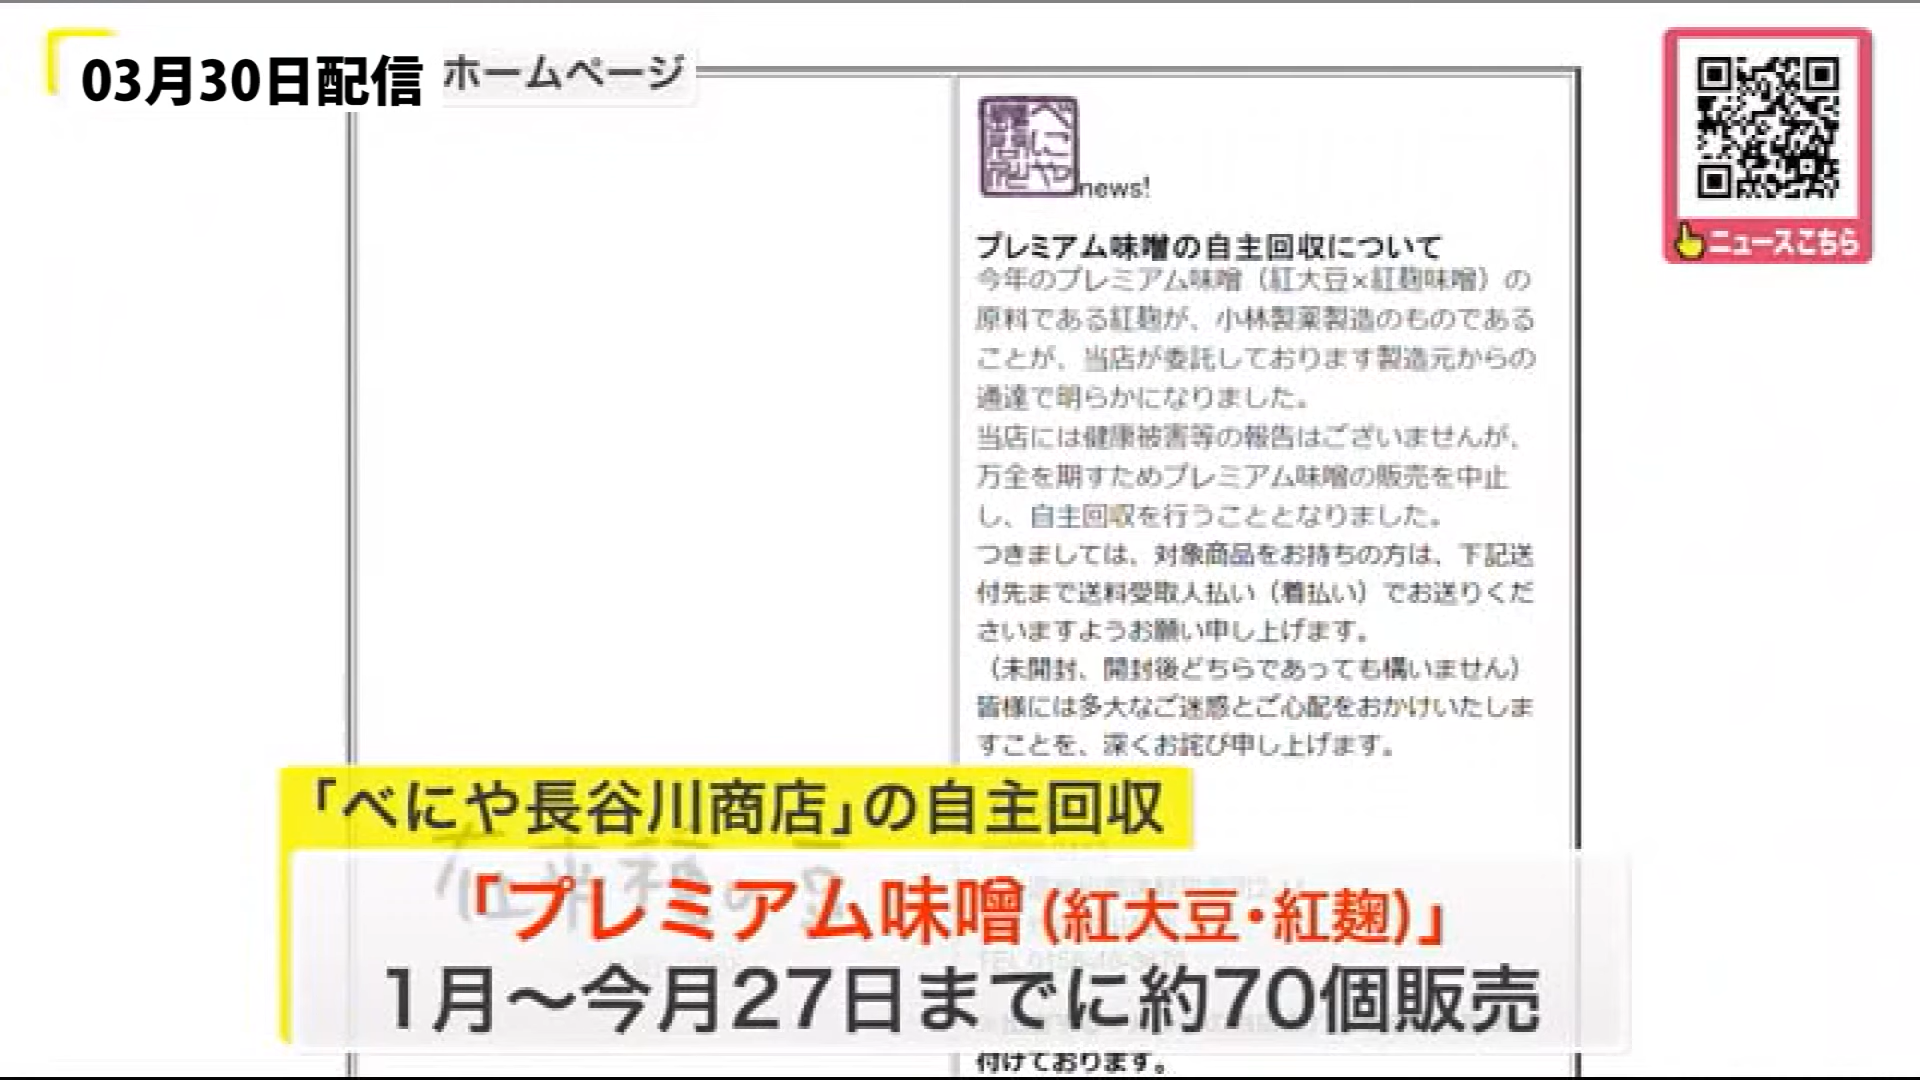 03月30日配信
ホームページ
べにや
news!
ニュースこちら
プレミアム味噌の自主回収について
今年のプレミアム味噌（紅大豆×紅麹味噌）の
原料である紅麹が、小林製薬製造のものである
ことが、当店が委託しております製造元からの
通達で明らかになりました。
当店には健康被害等の報告はございませんが、
万全を期すためプレミアム味噌の販売を中止
し、自主回収を行うこととなりました。
つきましては、対象商品をお持ちの方は、下記送
付先まで送料受取人払い（着払い）でお送りくだ
さいますようお願い申し上げます。
（未開封、開封後どちらであっても構いません）
皆様には多大なご迷惑とご心配をおかけいたしま
すことを、深くお詫び申し上げます。
「べにや長谷川商店」の自主回収
「プレミアム味噌(紅大豆・紅麹)」
1月〜今月27日までに約70個販売
付けております。